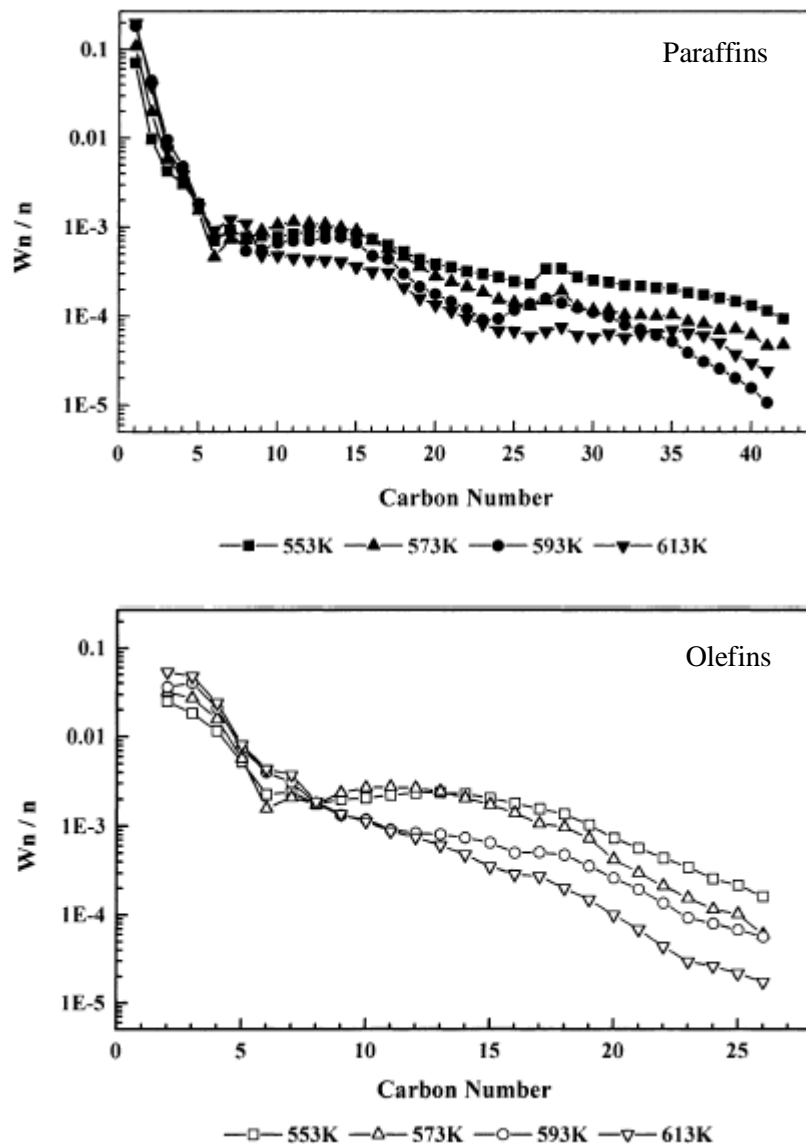 Paraffins
0.1
0.01
1E-3
1E-4
1E-5
Wn / n
0 5 10 15 20 25 30 35 40
Carbon Number
553K 573K 593K 613K
Olefins
0.1
0.01
1E-3
1E-4
1E-5
Wn / n
0 5 10 15 20 25
Carbon Number
553K 573K 593K 613K